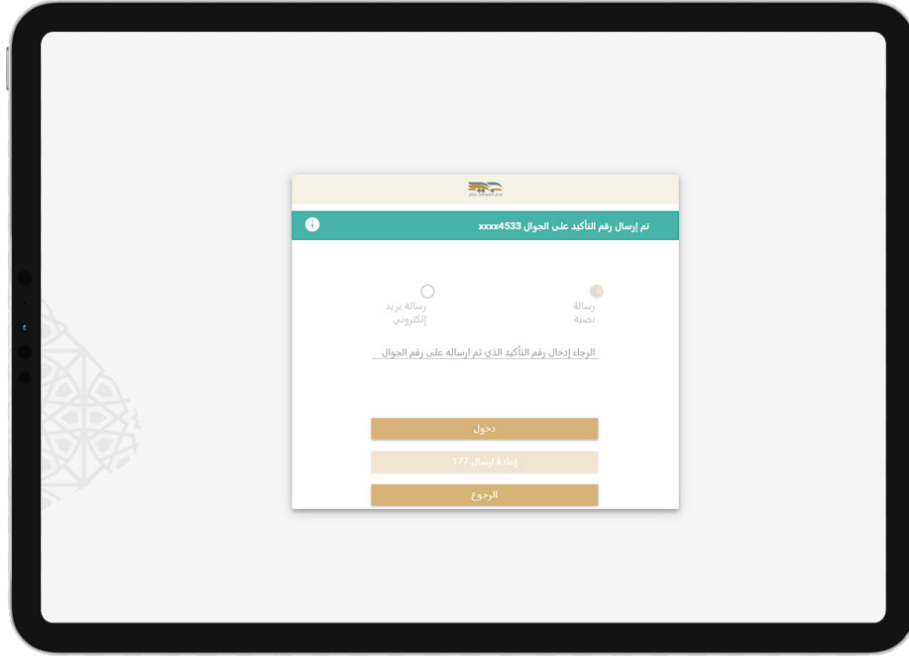 تم إرسال رقم التأكيد على الجوال xxxx4533
رسالة
نصية
رسالة بريد
إلكتروني
الرجاء إدخال رقم التأكيد الذي تم ارساله على رقم الجوال
دخول
إعادة ارسال 177
الرجوع